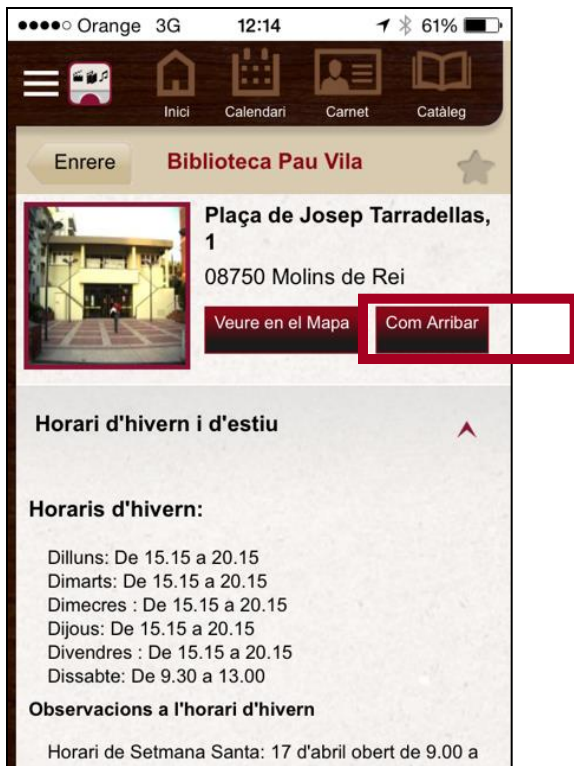 Orange 3G 12:14 61%
Inici Calendari Carnet Catàleg
Enrere Biblioteca Pau Vila
Plaça de Josep Tarradellas,
1
08750 Molins de Rei
Veure en el Mapa Com Arribar
Horari d'hivern i d'estiu
Horaris d'hivern:
Dilluns: De 15.15 a 20.15
Dimarts: De 15.15 a 20.15
Dimecres : De 15.15 a 20.15
Dijous: De 15.15 a 20.15
Divendres : De 15.15 a 20.15
Dissabte: De 9.30 a 13.00
Observacions a l'horari d'hivern
Horari de Setmana Santa: 17 d'abril obert de 9.00 a